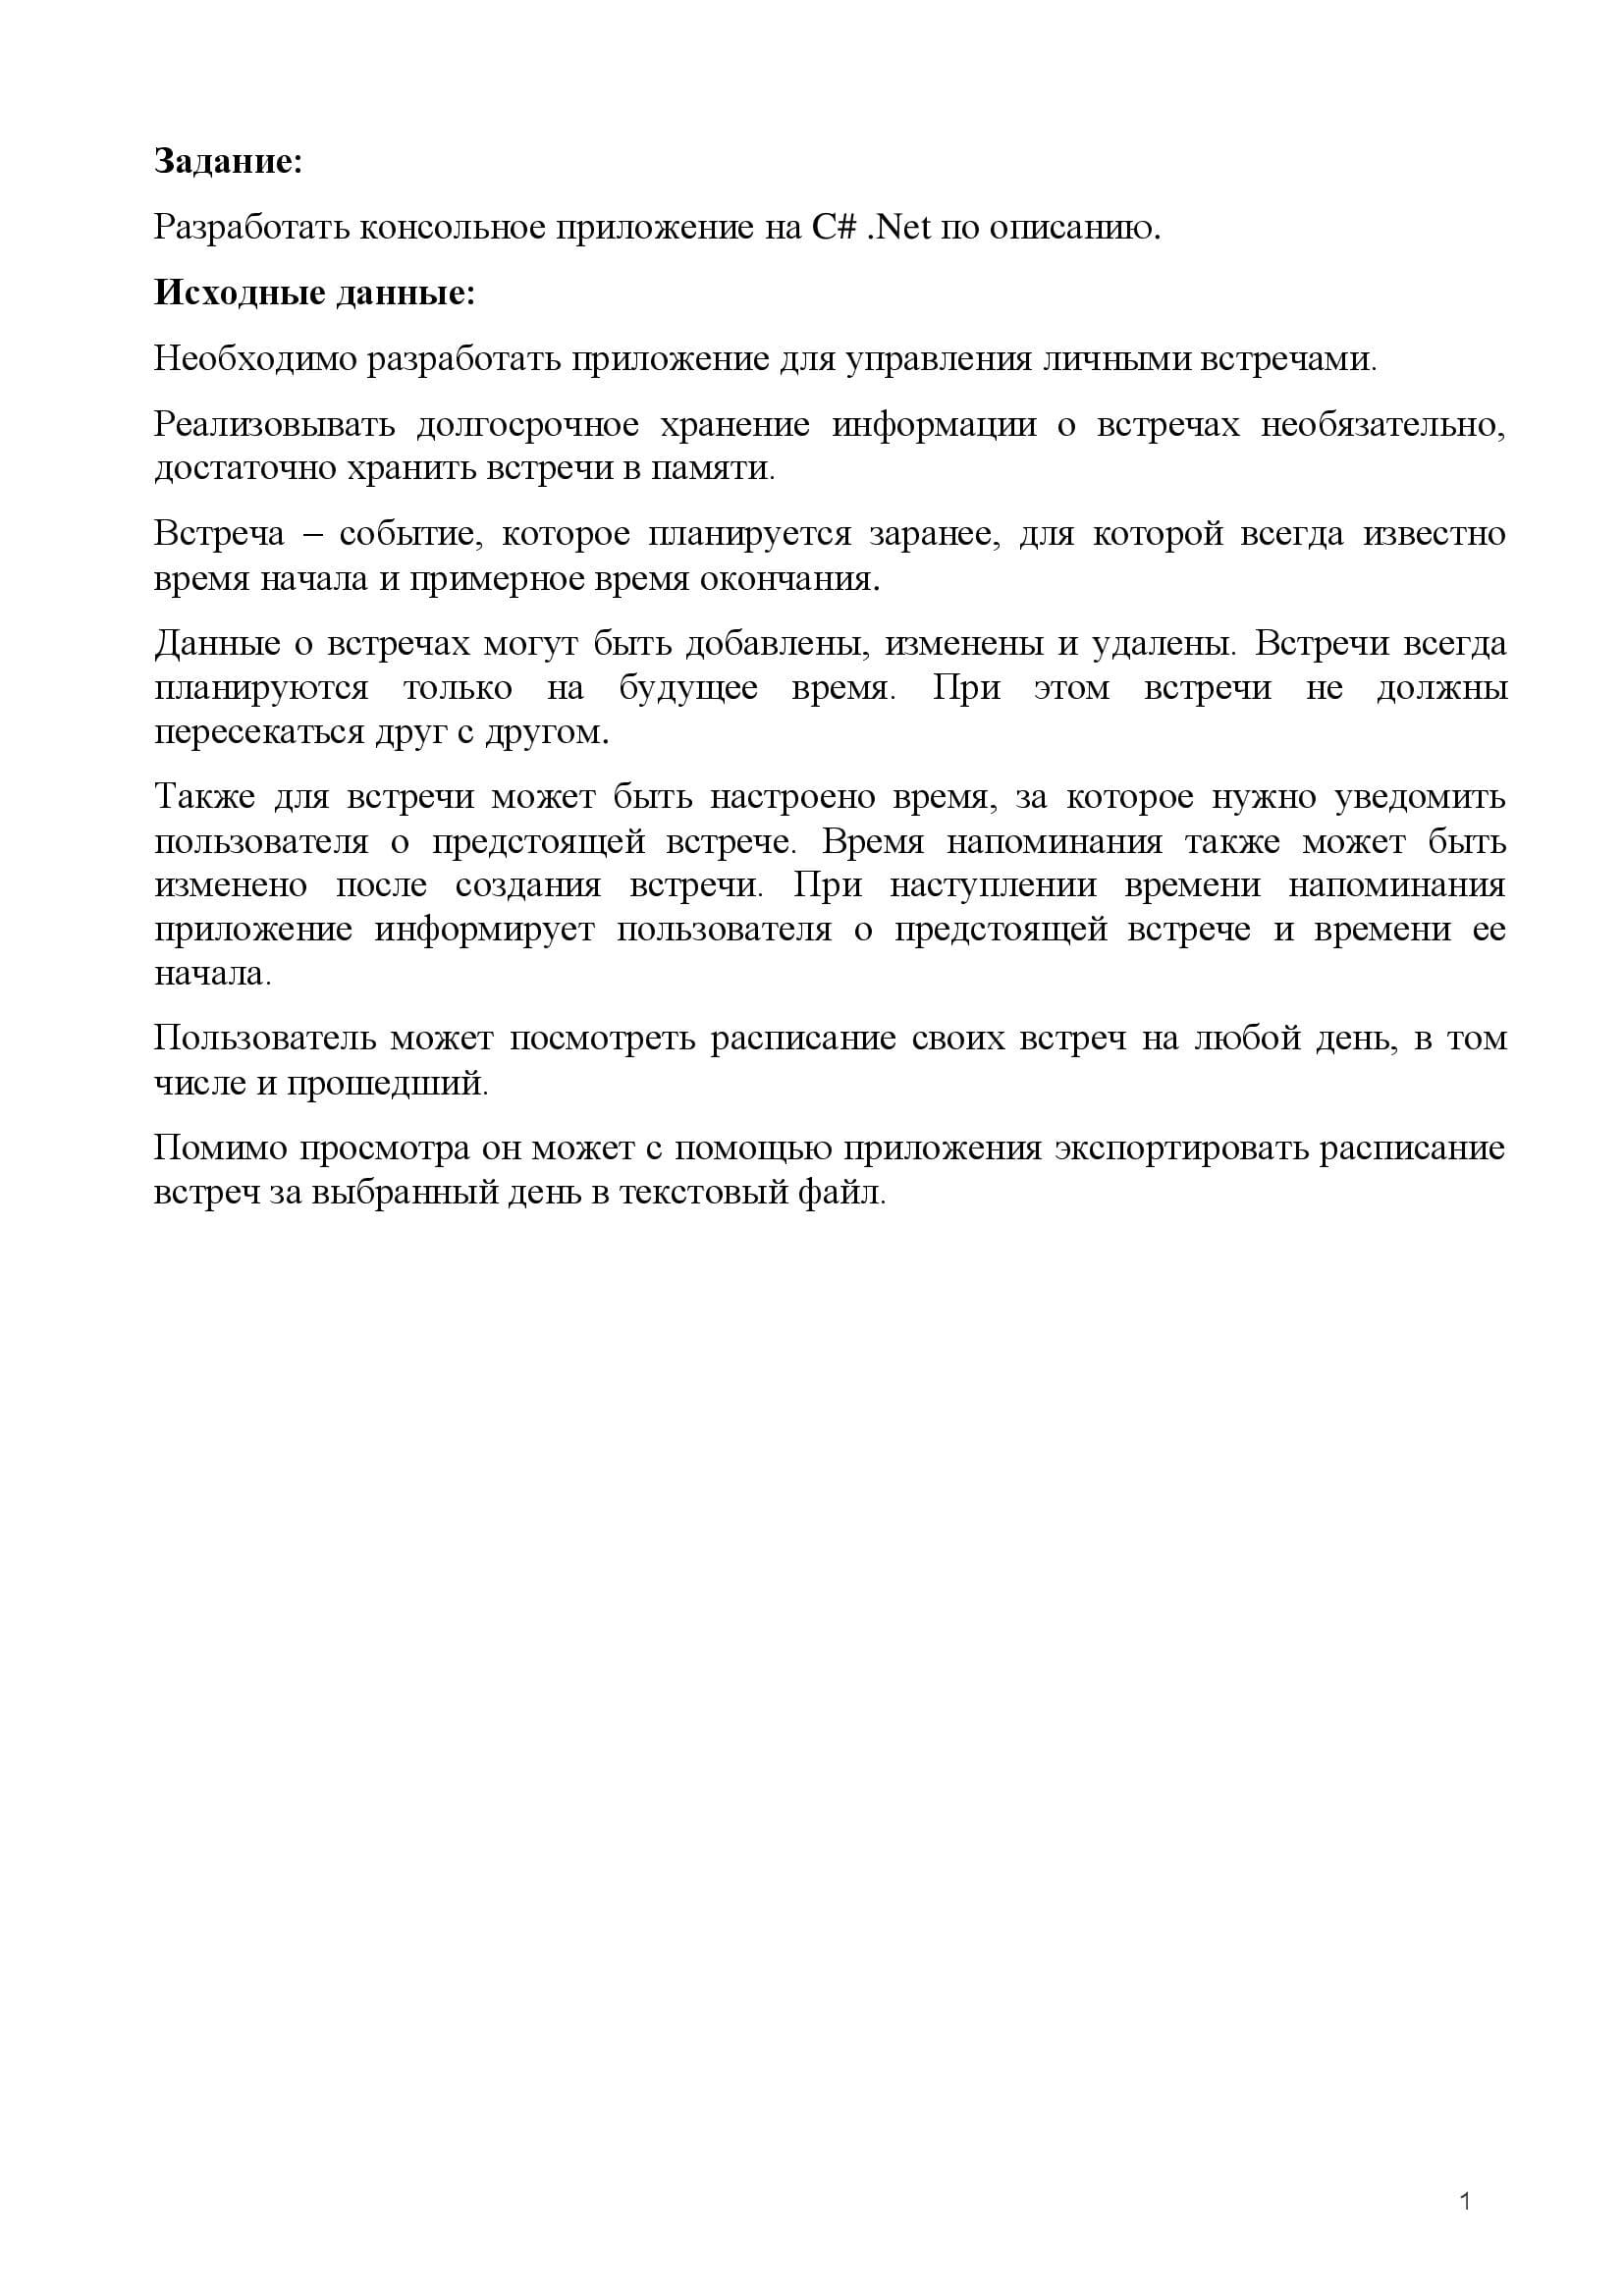 Задание:
Разработать консольное приложение на C# .Net по описанию.
Исходные данные:
Необходимо разработать приложение для управления личными встречами.
Реализовывать долгосрочное хранение информации о встречах необязательно,
достаточно хранить встречи в памяти.
Встреча – событие, которое планируется заранее, для которой всегда известно
время начала и примерное время окончания.
Данные о встречах могут быть добавлены, изменены и удалены. Встречи всегда
планируются только на будущее время. При этом встречи не должны
пересекаться друг с другом.
Также для встречи может быть настроено время, за которое нужно уведомить
пользователя о предстоящей встрече. Время напоминания также может быть
изменено после создания встречи. При наступлении времени напоминания
приложение информирует пользователя о предстоящей встрече и времени ее
начала.
Пользователь может посмотреть расписание своих встреч на любой день, в том
числе и прошедший.
Помимо просмотра он может с помощью приложения экспортировать расписание
встреч за выбранный день в текстовый файл.
1